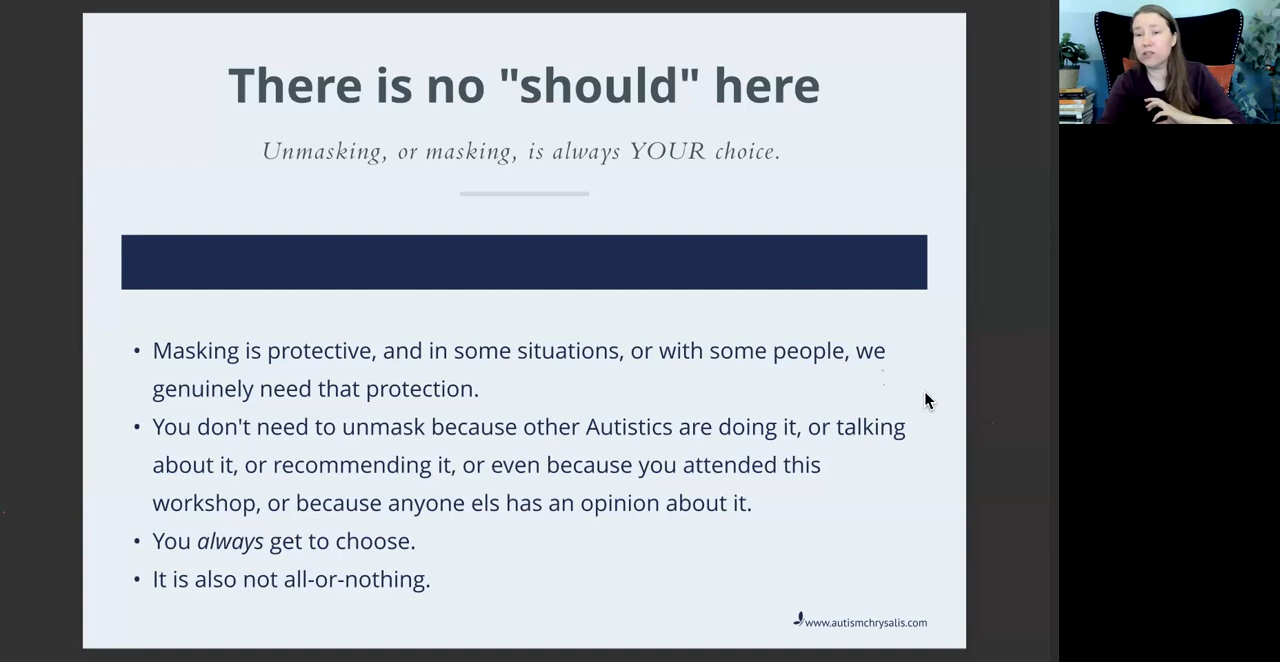 There is no "should" here
Unmasking, or masking, is always YOUR choice.
• Masking is protective, and in some situations, or with some people, we
genuinely need that protection.
• You don't need to unmask because other Autistics are doing it, or talking
about it, or recommending it, or even because you attended this
workshop, or because anyone els has an opinion about it.
• You always get to choose.
• It is also not all-or-nothing.
www.autismchrysalis.com